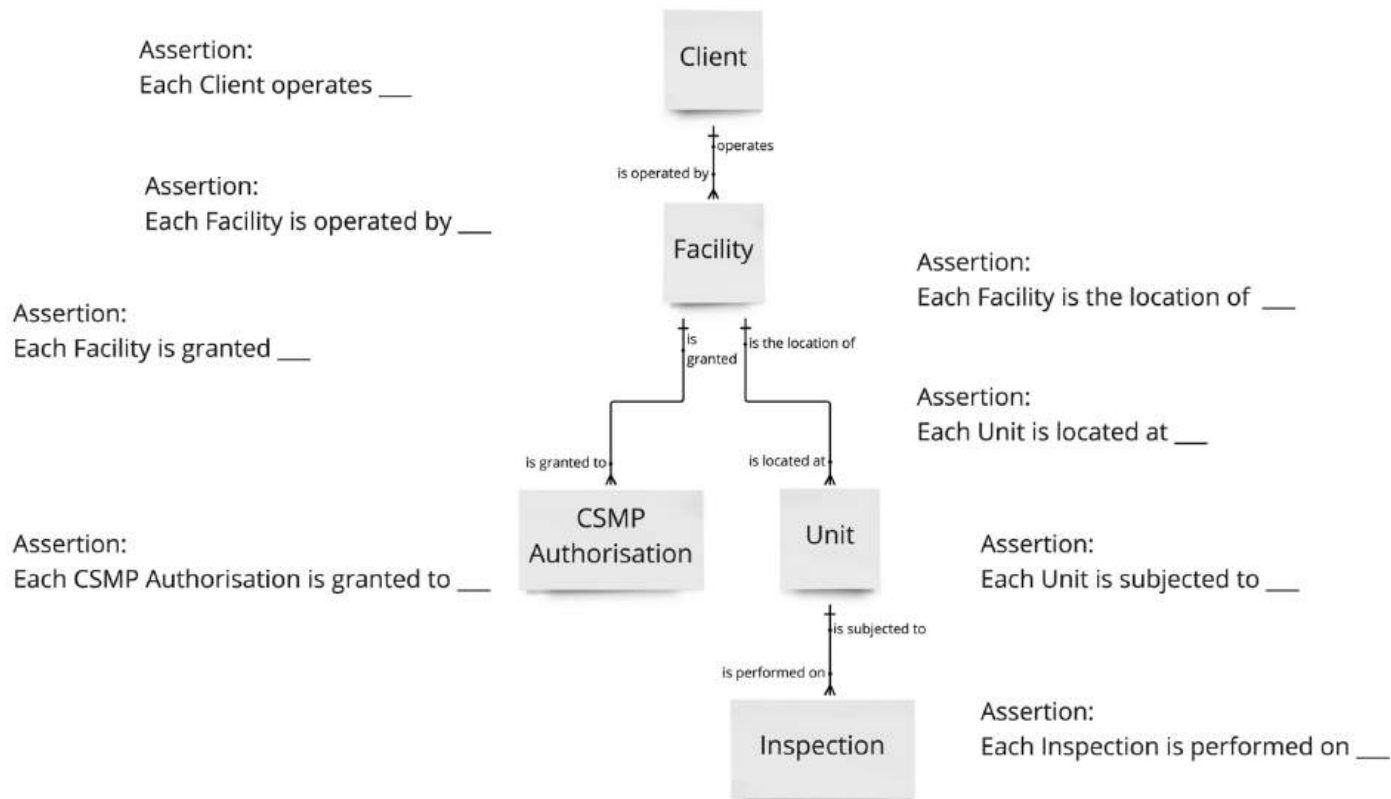 Client
Assertion:
Each Client operates ___
operates
is operated by
Assertion:
Each Facility is operated by ___
Facility
Assertion:
Each Facility is the location of ___
Assertion:
Each Facility is granted ___
is
granted
is the location of
Assertion:
Each Unit is located at ___
is granted to
is located at
CSMP
Authorisation
Unit
Assertion:
Each CSMP Authorisation is granted to ___
Assertion:
Each Unit is subjected to ___
is subjected to
is performed on
Inspection
Assertion:
Each Inspection is performed on ___